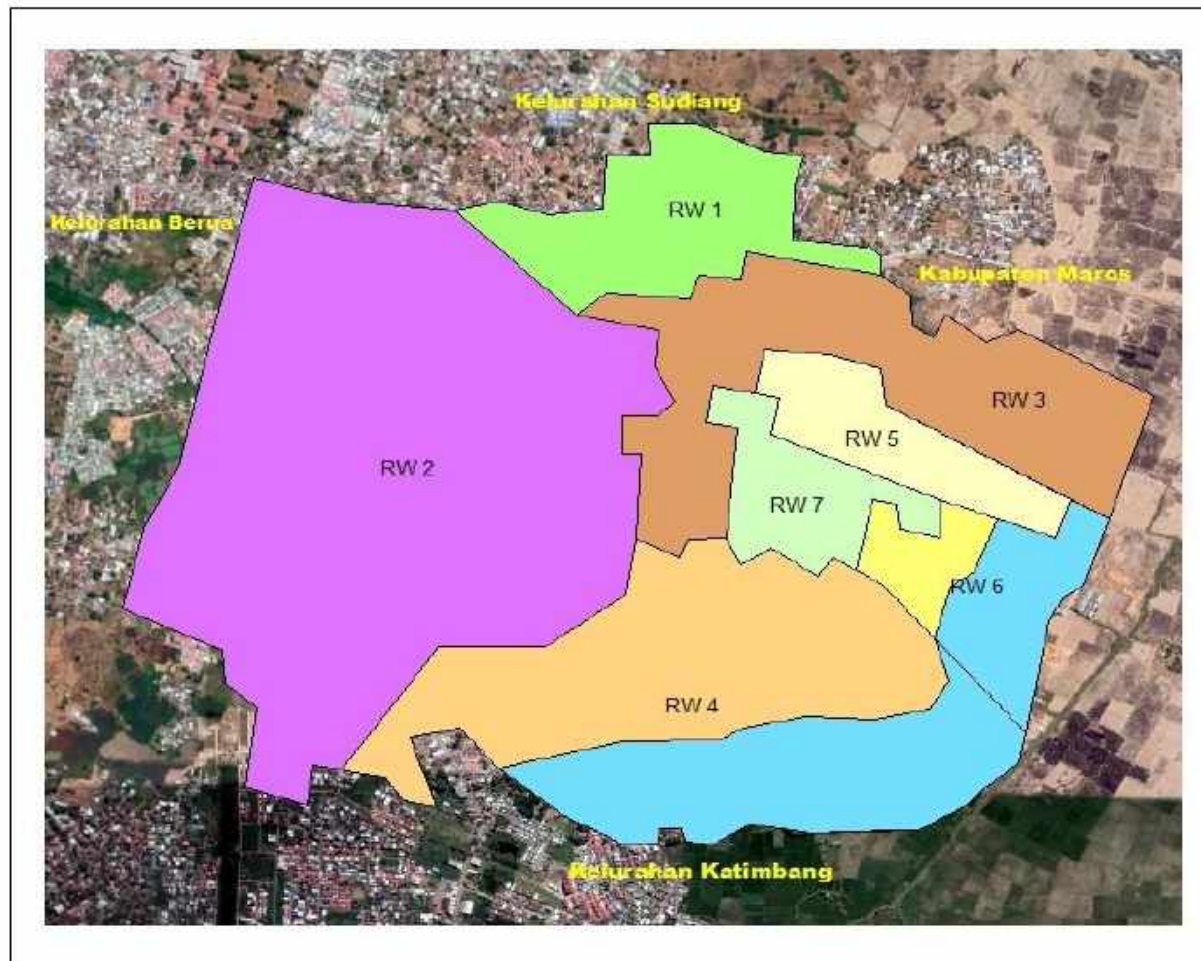 Kelurahan Sudiang
RW 1
Kelurahan Berua
Kabupaten Maros
RW 3
RW 5
RW 2
RW 7
RW 6
RW 4
Kelurahan Katimbang